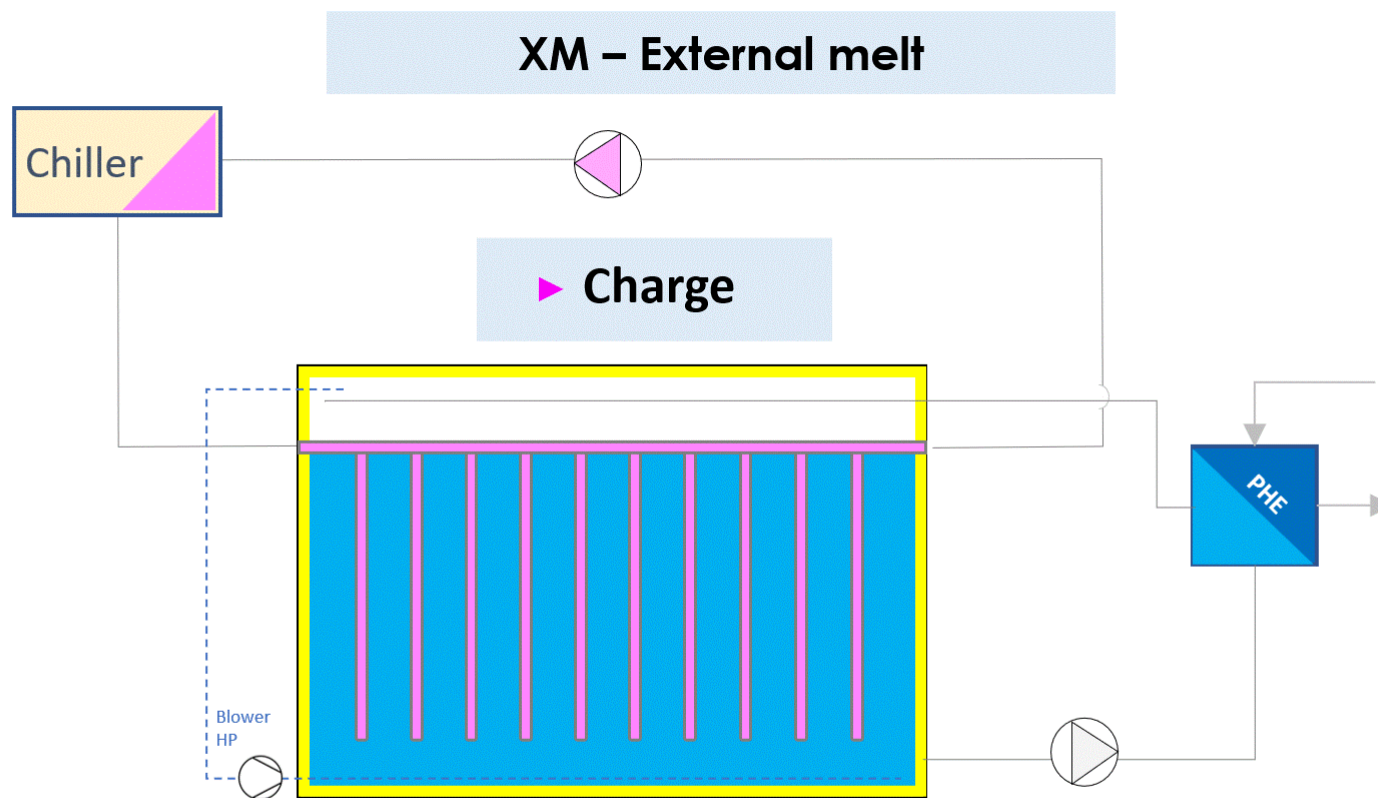 XM – External melt
Chiller
Charge
PHE
Blower
HP